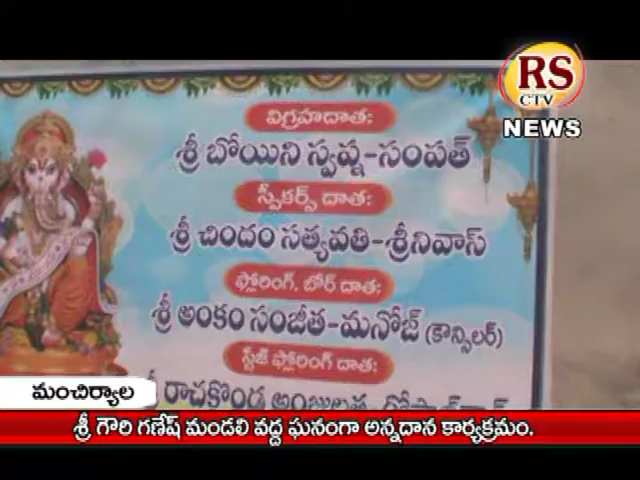 RS
CTV
NEWS
విగ్రహదాత:
శ్రీ బోయిని స్వప్న-సంపత్
స్పీకర్స్ దాత:
శ్రీ చిందం సత్యవతి-శ్రీనివాస్
ఫ్లోరింగ్, బోర్ దాత:
శ్రీ అంకం సంజీత-మనోజ్ (కౌన్సిలర్)
స్టేజ్ ఫ్లోరింగ్ దాత:
శ్రీ రాచకొండ
మంచిర్యాల
శ్రీ గౌరి గణేష్ మండలి వద్ద ఘనంగా అన్నదాన కార్యక్రమం.